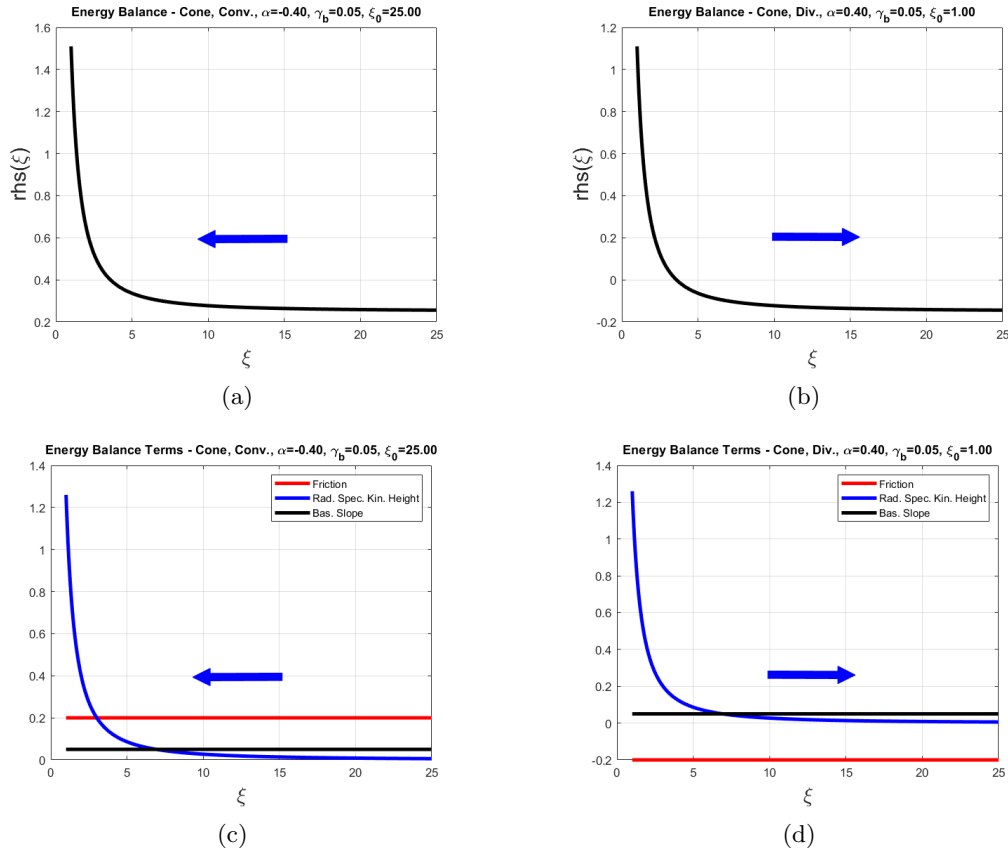 Energy Balance - Cone, Conv., α=-0.40, γb=0.05, ξ0=25.00
1.6
1.4
1.2
1
0.8
0.6
0.4
0.2
rhs(ξ)
0 5 10 15 20 25
ξ
(a)
Energy Balance - Cone, Div., α=0.40, γb=0.05, ξ0=1.00
1.2
1
0.8
0.6
0.4
0.2
0
-0.2
rhs(ξ)
0 5 10 15 20 25
ξ
(b)
Energy Balance Terms - Cone, Conv., α=-0.40, γb=0.05, ξ0=25.00
1.4
1.2
1
0.8
0.6
0.4
0.2
0
Friction
Rad. Spec. Kin. Height
Bas. Slope
0 5 10 15 20 25
ξ
(c)
Energy Balance Terms - Cone, Div., α=0.40, γb=0.05, ξ0=1.00
1.4
1.2
1
0.8
0.6
0.4
0.2
0
-0.2
Friction
Rad. Spec. Kin. Height
Bas. Slope
0 5 10 15 20 25
ξ
(d)